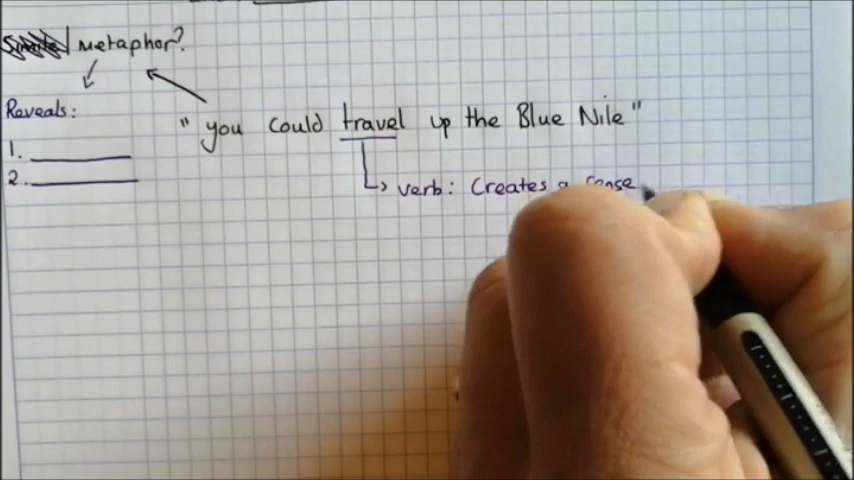 metaphor?
Reveals:
"you could travel up the Blue Nile"
1.
2.
verb: Creates a sense